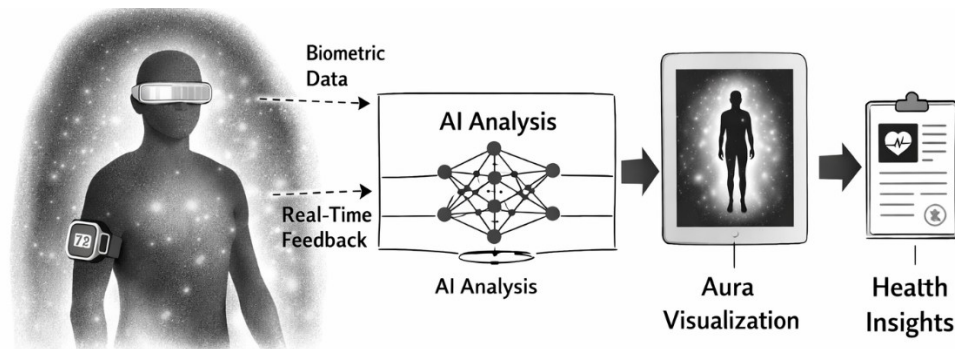 Biometric
Data
AI Analysis
Real-Time
Feedback
72
AI Analysis
Aura
Visualization
Health
Insights